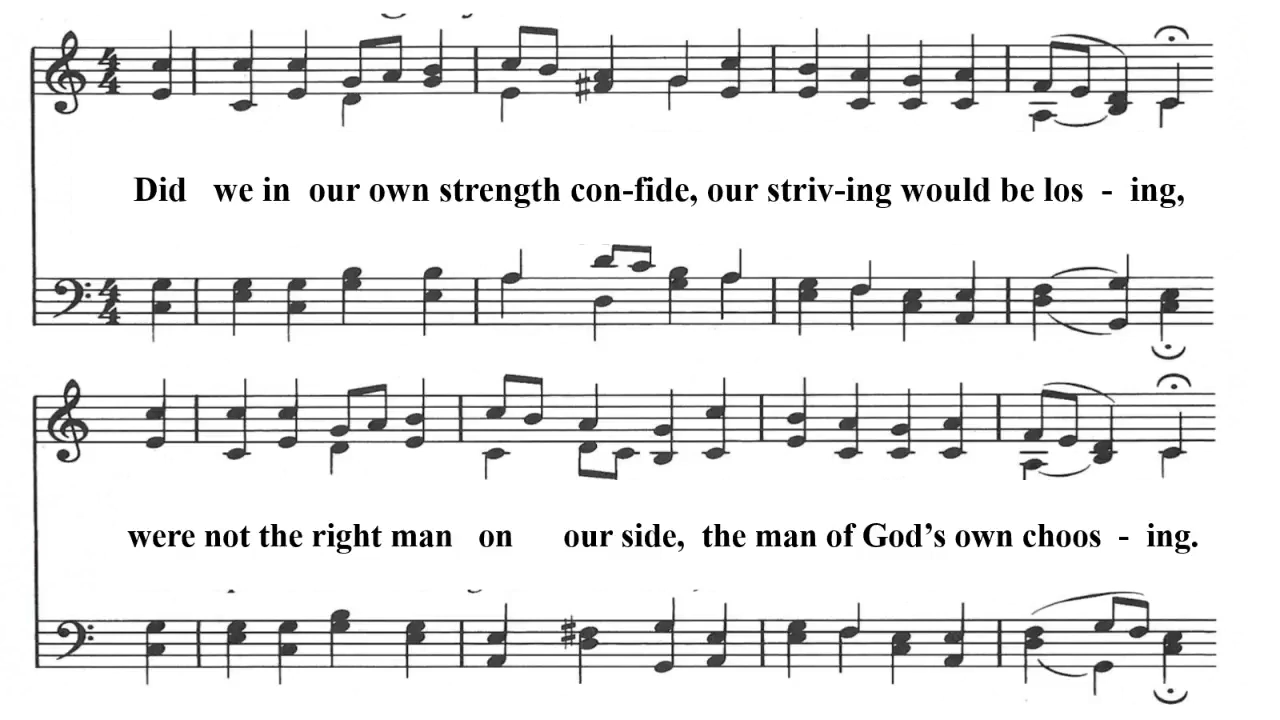 Did we in our own strength con-fide, our striv-ing would be los - ing,
were not the right man on our side, the man of God’s own choos - ing.